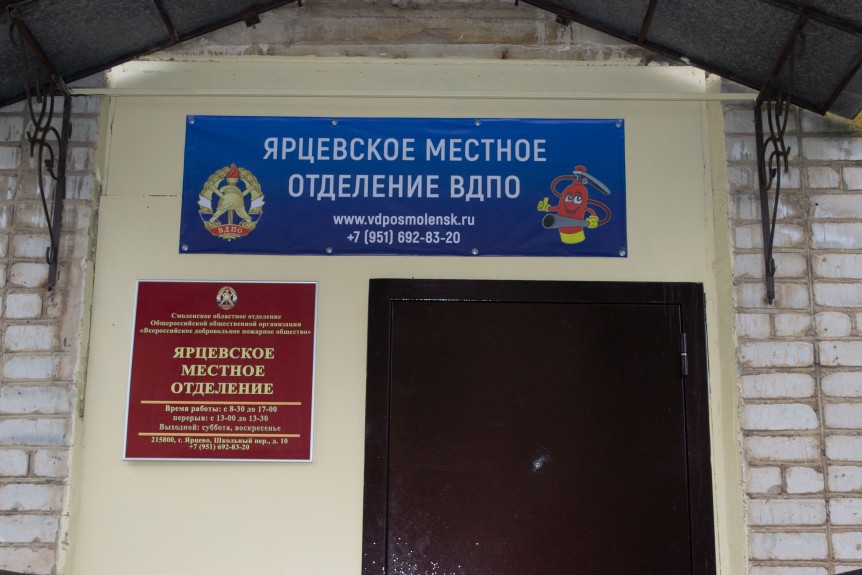 ЯРЦЕВСКОЕ МЕСТНОЕ
ОТДЕЛЕНИЕ ВДПО
www.vdposmolensk.ru
+7 (951) 692-83-20
ВДПО
Смоленское областное отделение
Общероссийской общественной организации
«Всероссийское добровольное пожарное общество»
ЯРЦЕВСКОЕ
МЕСТНОЕ
ОТДЕЛЕНИЕ
Время работы: с 8-30 до 17-00
перерыв: с 13-00 до 13-30
Выходной: суббота, воскресенье
215800, г. Ярцево, Школьный пер., д. 10
+7 (951) 692-83-20